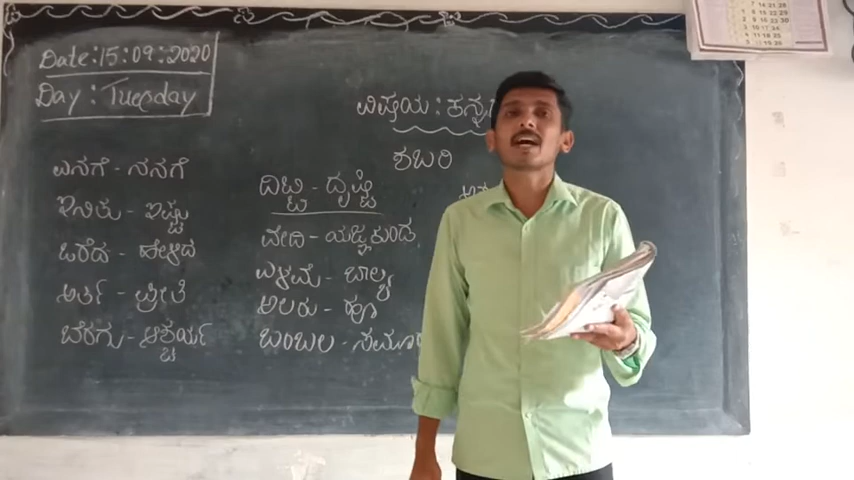 Date: 15:09:2020
Day: Tuesday
ವಿಷಯ: ಕನ್ನ
ಶಬರಿ
ಎನಗೆ - ನನಗೆ
ಇನಿತು - ಇಷ್ಟು
ಒರೆದ - ಹೇಳಿದ
ಅರ್ತಿ - ಪ್ರೀತಿ
ಬೆರಗು - ಆಶ್ಚರ್ಯ
ದಿಟ್ಟಿ - ದೃಷ್ಟಿ
ವೇದಿ - ಯಜ್ಞಕುಂಡ
ಎಳಮೆ - ಬಾಲ್ಯ
ಅಲರು - ಹೂ
ಬಂಬಲ - ಸಮೂ